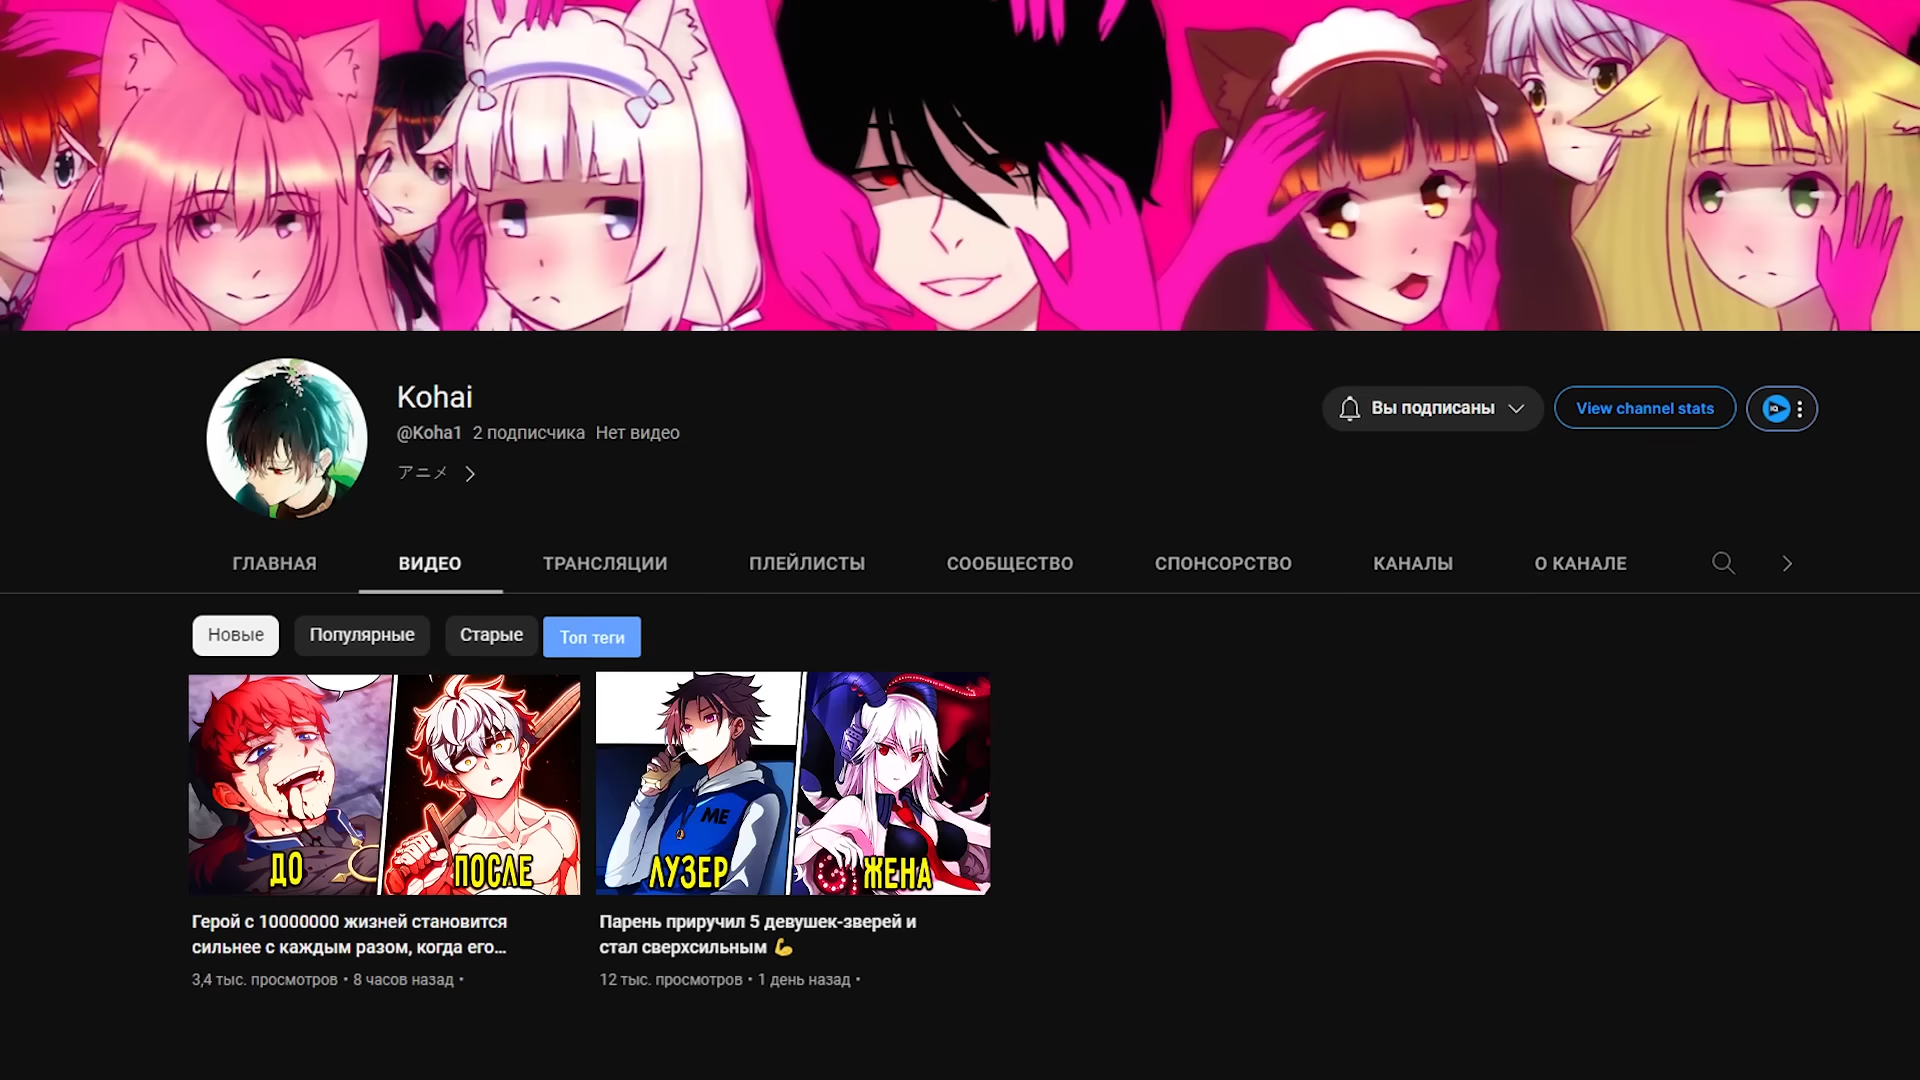 Kohai
@Koha1 2 подписчика Нет видео
アニメ
Вы подписаны
View channel stats
ГЛАВНАЯ ВИДЕО ТРАНСЛЯЦИИ ПЛЕЙЛИСТЫ СООБЩЕСТВО СПОНСОРСТВО КАНАЛЫ О КАНАЛЕ
Новые Популярные Старые Топ теги
ДО ПОСЛЕ
ME
ЛУЗЕР ЖЕНА
Герой с 10000000 жизней становится
сильнее с каждым разом, когда его...
3,4 тыс. просмотров • 8 часов назад •
Парень приручил 5 девушек-зверей и
стал сверхсильным 💪
12 тыс. просмотров • 1 день назад •